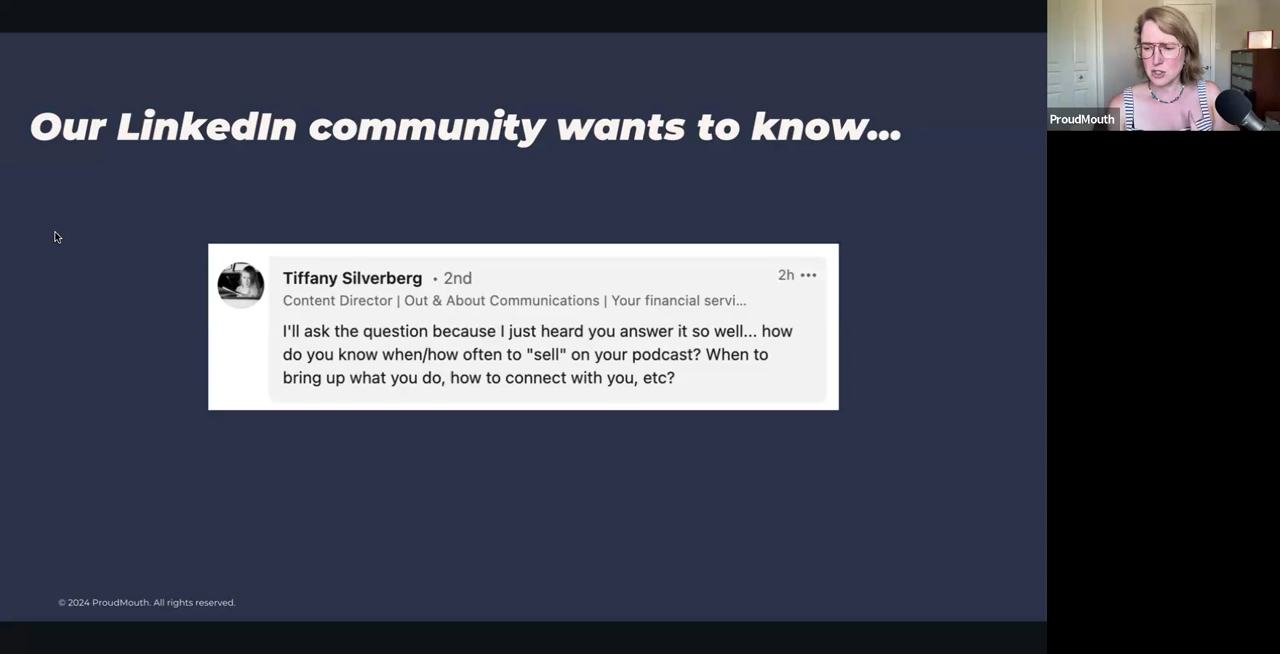 Our LinkedIn community wants to know...
Tiffany Silverberg • 2nd
2h •••
Content Director | Out & About Communications | Your financial servi...
I'll ask the question because I just heard you answer it so well... how
do you know when/how often to "sell" on your podcast? When to
bring up what you do, how to connect with you, etc?
© 2024 ProudMouth. All rights reserved.
ProudMouth